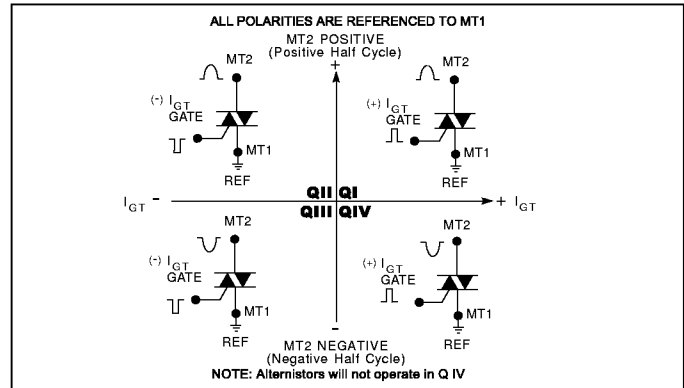 ALL POLARITIES ARE REFERENCED TO MT1
MT2 POSITIVE
(Positive Half Cycle)
+
MT2
(-) IGT
GATE
MT1
REF
MT2
(+) IGT
GATE
MT1
REF
IGT -
QII QI
QIII QIV
+ IGT
MT2
(-) IGT
GATE
MT1
REF
MT2
(+) IGT
GATE
MT1
REF
-
MT2 NEGATIVE
(Negative Half Cycle)
NOTE: Alternistors will not operate in Q IV